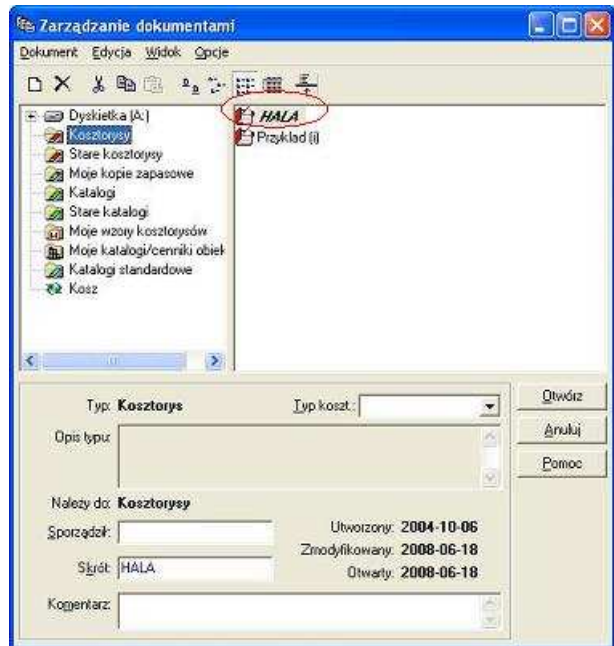 Zarządzanie dokumentami
Dokument Edycja Widok Opcje
Dyskietka (A:)
Kosztorysy
Stare kosztorysy
Moje kopie zapasowe
Katalogi
Stare katalogi
Moje wzory kosztorysów
Moje katalogi/cenniki obiek
Katalogi standardowe
Kosz
HALA
Przykład (i)
Typ: Kosztorys
Typ koszt.:
Opis typu:
Należy do: Kosztorysy
Sporządził:
Skrót: HALA
Komentarz:
Utworzony: 2004-10-06
Zmodyfikowany: 2008-06-18
Otwarty: 2008-06-18
Otwórz
Anuluj
Pomoc